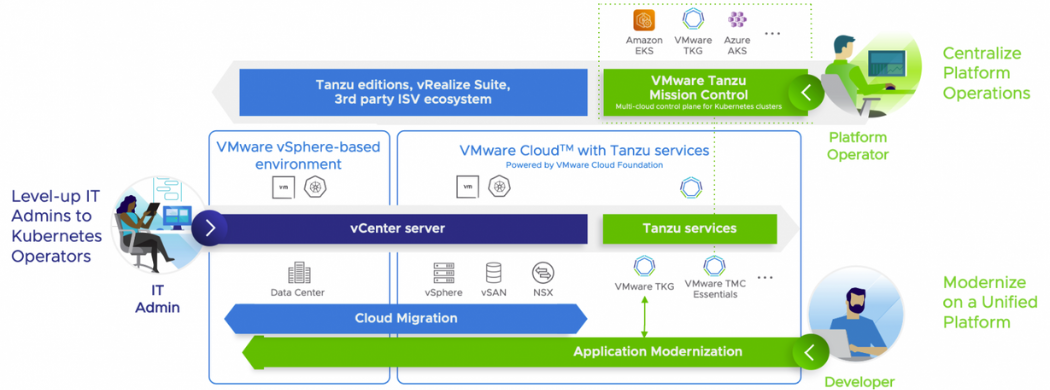 Amazon
EKS
VMware
TKG
Azure
AKS
...
Tanzu editions, vRealize Suite,
3rd party ISV ecosystem
VMware Tanzu
Mission Control
Multi-cloud control plane for Kubernetes clusters
Centralize
Platform
Operations
Platform
Operator
VMware vSphere-based
environment
VMware Cloud™ with Tanzu services
Powered by VMware Cloud Foundation
vm
vm
Level-up IT
Admins to
Kubernetes
Operators
IT
Admin
vCenter server
Tanzu services
Data Center
vSphere
vSAN
NSX
VMware TKG
VMware TMC
Essentials
...
Cloud Migration
Application Modernization
Modernize
on a Unified
Platform
Developer